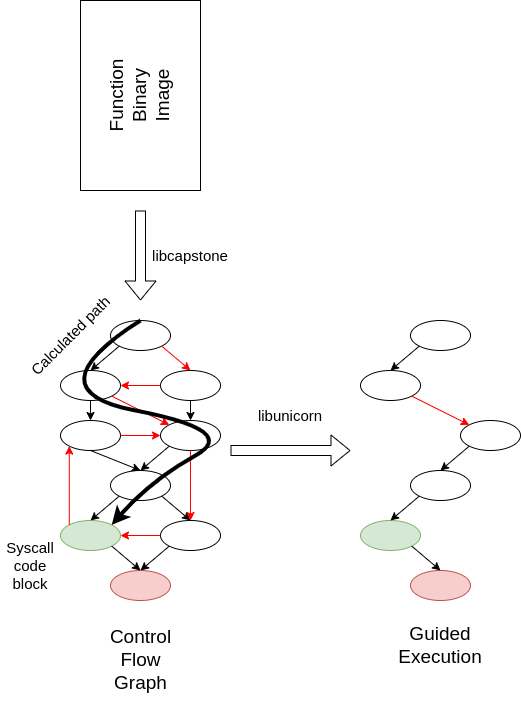 Function
Binary
Image
libcapstone
Calculated path
libunicorn
Syscall
code
block
Control
Flow
Graph
Guided
Execution